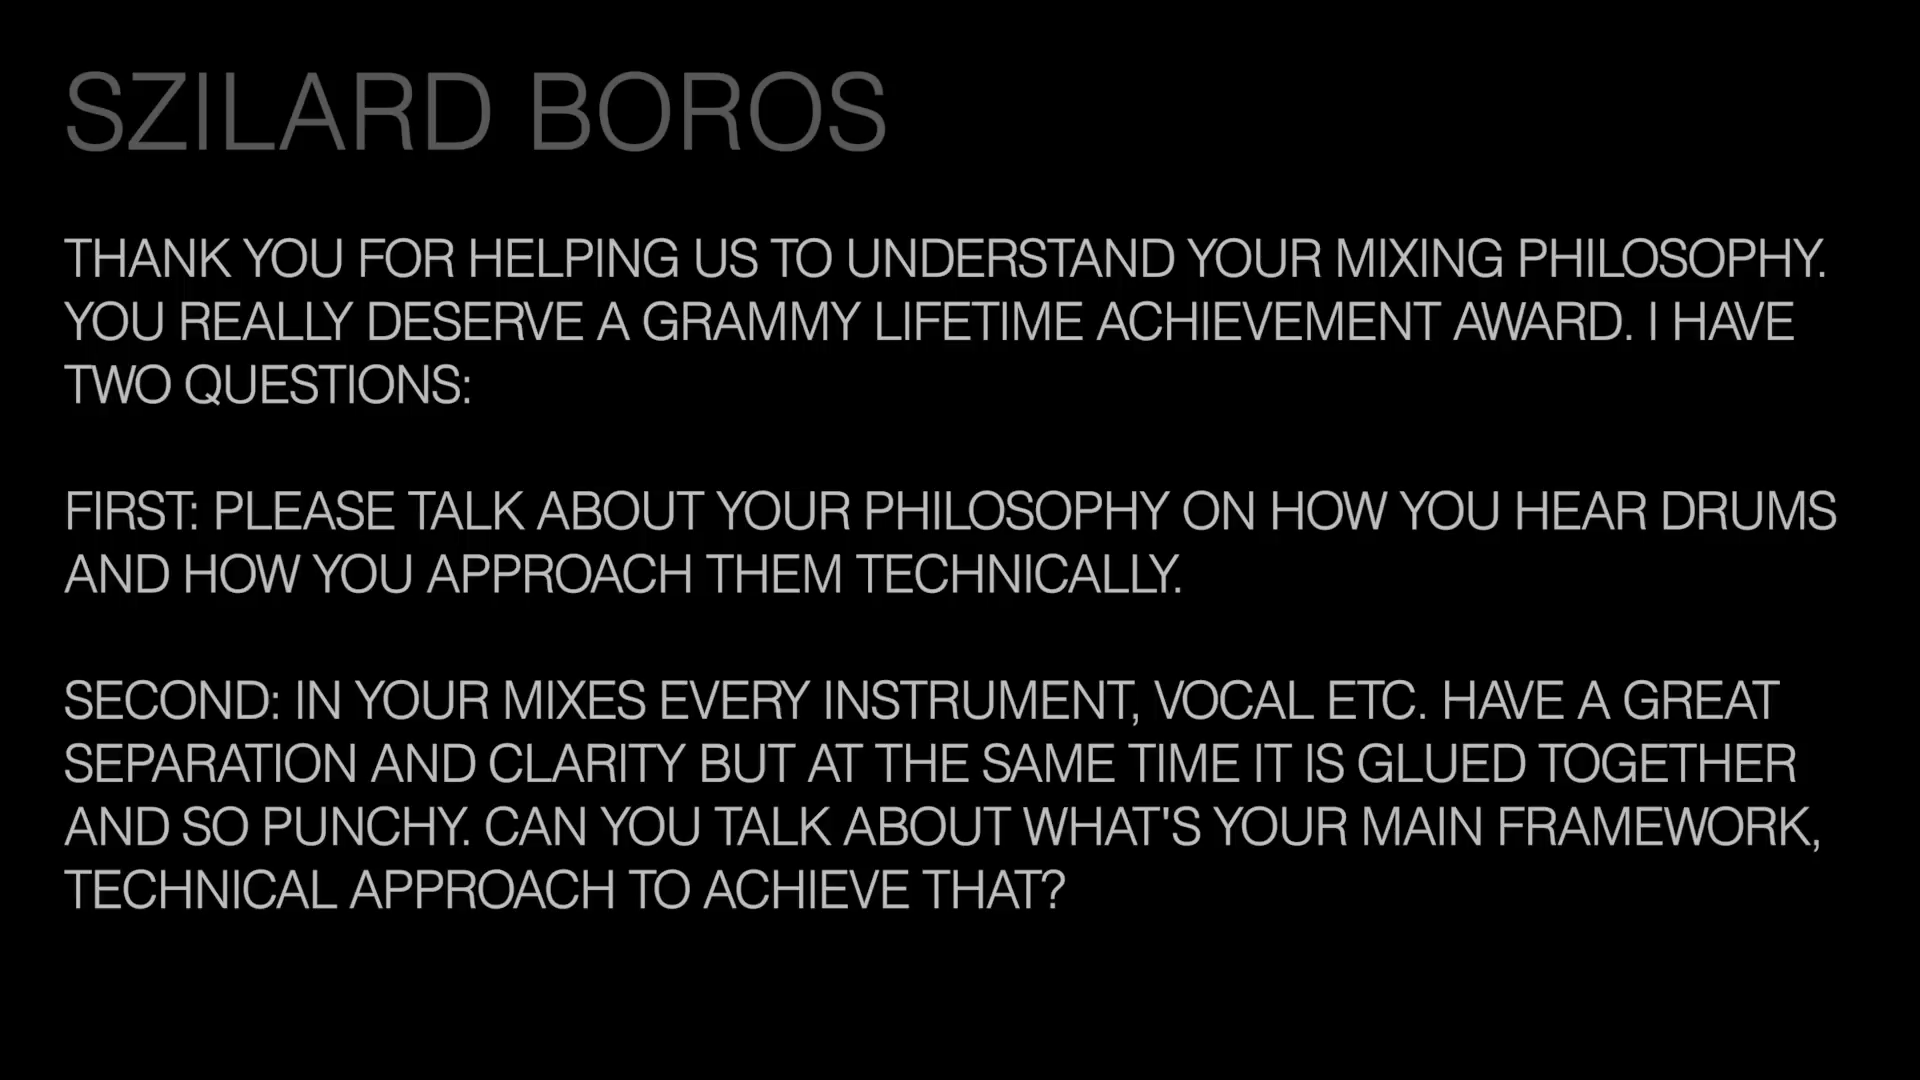 SZILARD BOROS
THANK YOU FOR HELPING US TO UNDERSTAND YOUR MIXING PHILOSOPHY.
YOU REALLY DESERVE A GRAMMY LIFETIME ACHIEVEMENT AWARD. I HAVE
TWO QUESTIONS:
FIRST: PLEASE TALK ABOUT YOUR PHILOSOPHY ON HOW YOU HEAR DRUMS
AND HOW YOU APPROACH THEM TECHNICALLY.
SECOND: IN YOUR MIXES EVERY INSTRUMENT, VOCAL ETC. HAVE A GREAT
SEPARATION AND CLARITY BUT AT THE SAME TIME IT IS GLUED TOGETHER
AND SO PUNCHY. CAN YOU TALK ABOUT WHAT'S YOUR MAIN FRAMEWORK,
TECHNICAL APPROACH TO ACHIEVE THAT?